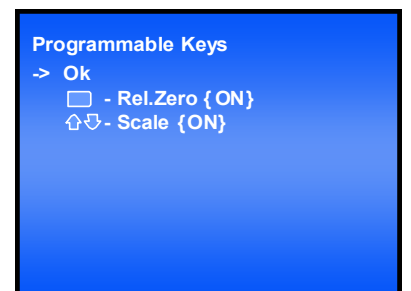 Programmable Keys
-> Ok
- Rel.Zero {ON}
- Scale {ON}